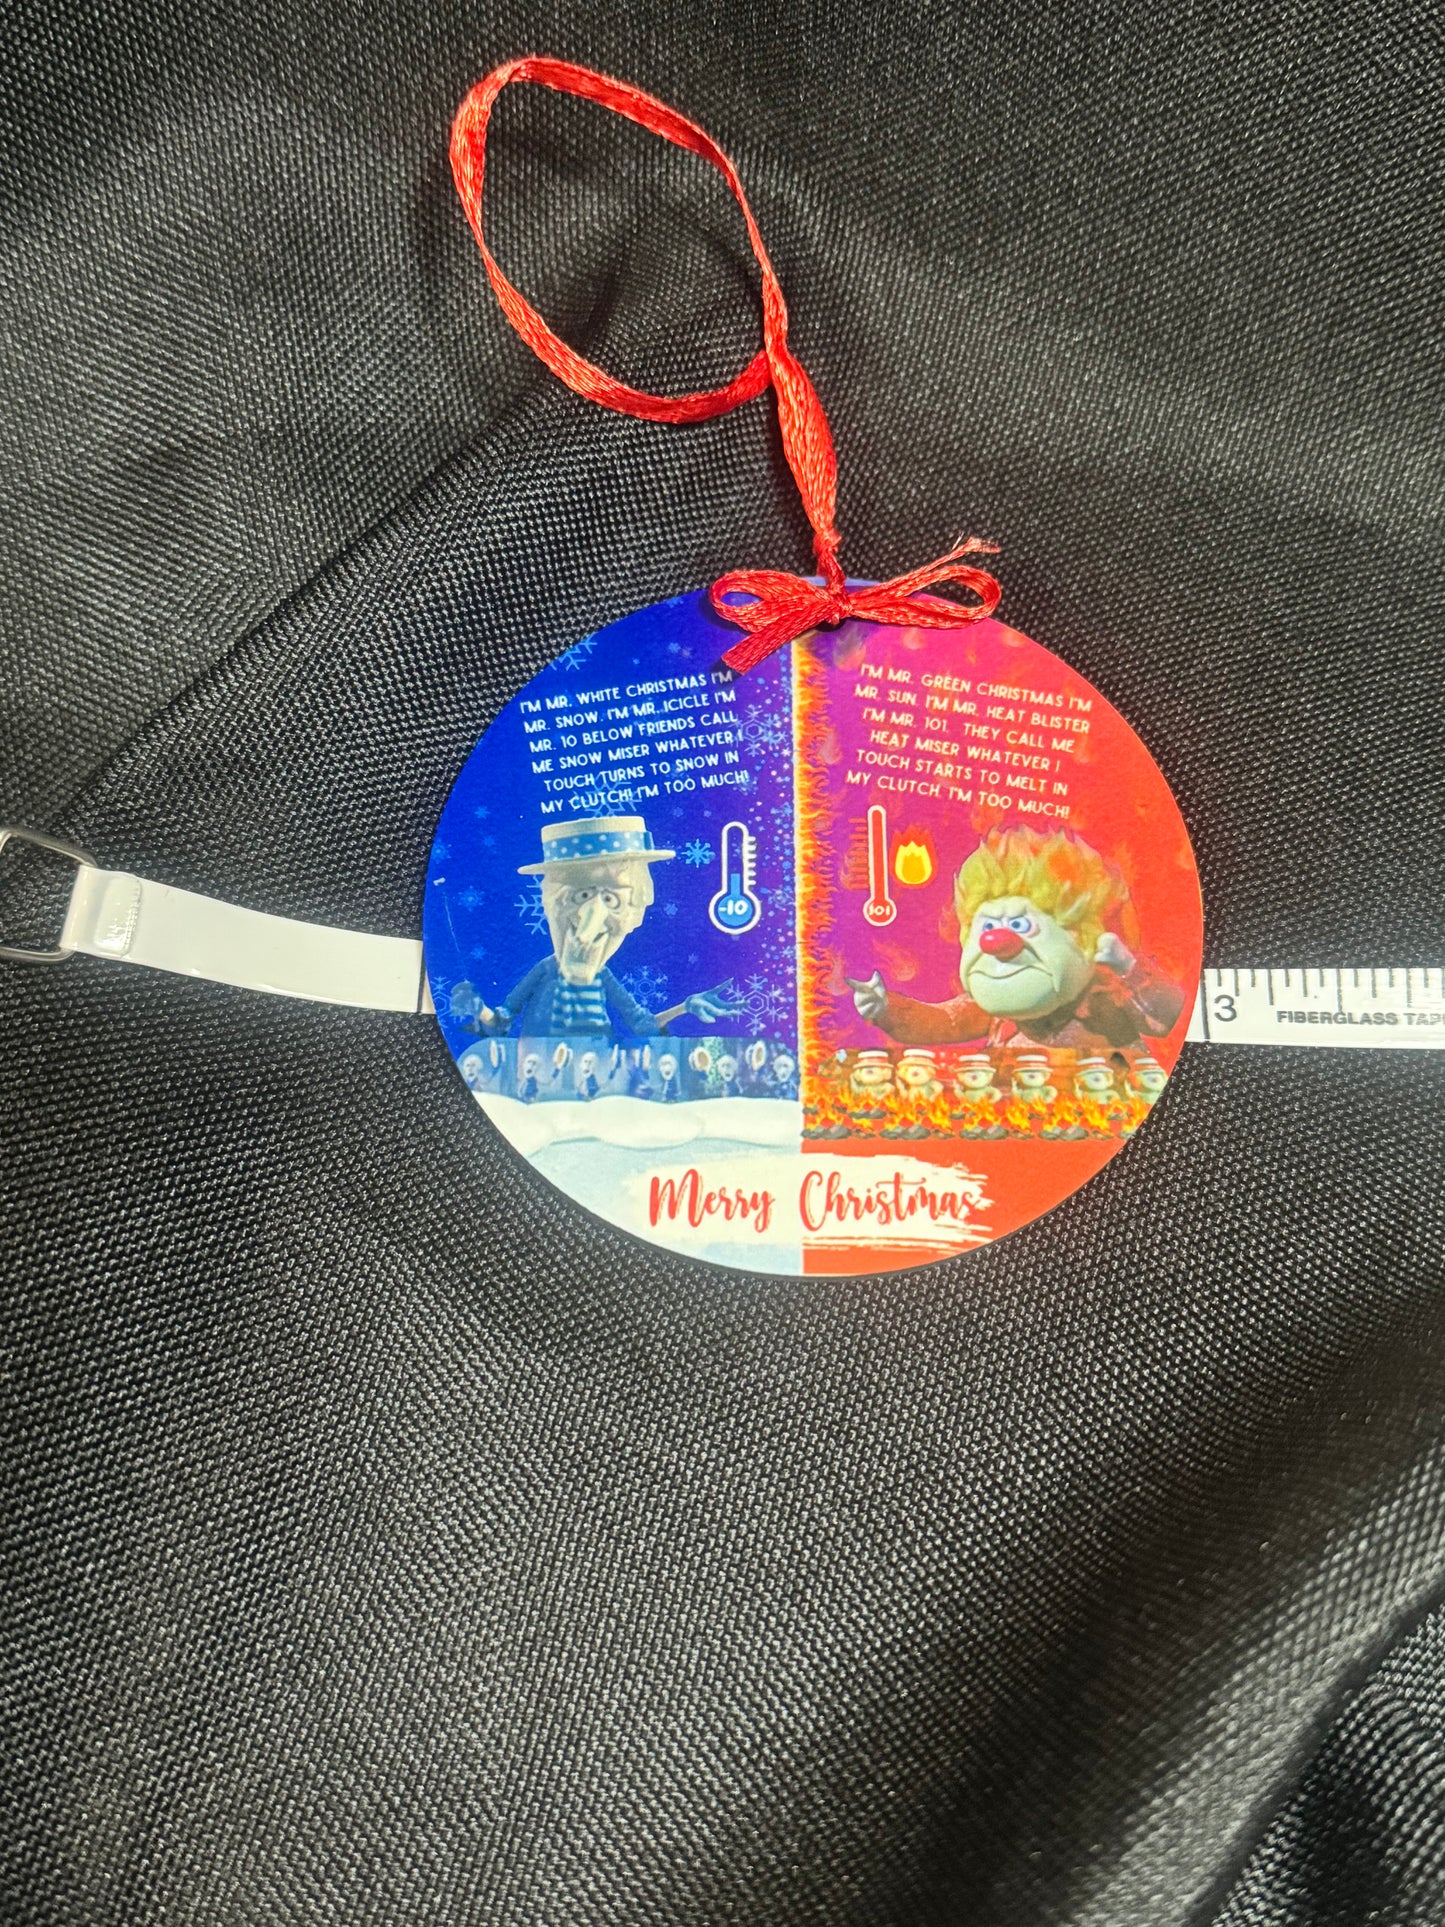 I'M MR. WHITE CHRISTMAS I'M
MR. SNOW. I'M MR. ICICLE I'M
MR. 10 BELOW FRIENDS CALL
ME SNOW MISER WHATEVER I
TOUCH TURNS TO SNOW IN
MY CLUTCH! I'M TOO MUCH!
-10
I'M MR. GREEN CHRISTMAS I'M
MR. SUN. I'M MR. HEAT BLISTER
I'M MR. 101. THEY CALL ME
HEAT MISER WHATEVER I
TOUCH STARTS TO MELT IN
MY CLUTCH. I'M TOO MUCH!
101
Merry Christmas
3
FIBERGLASS